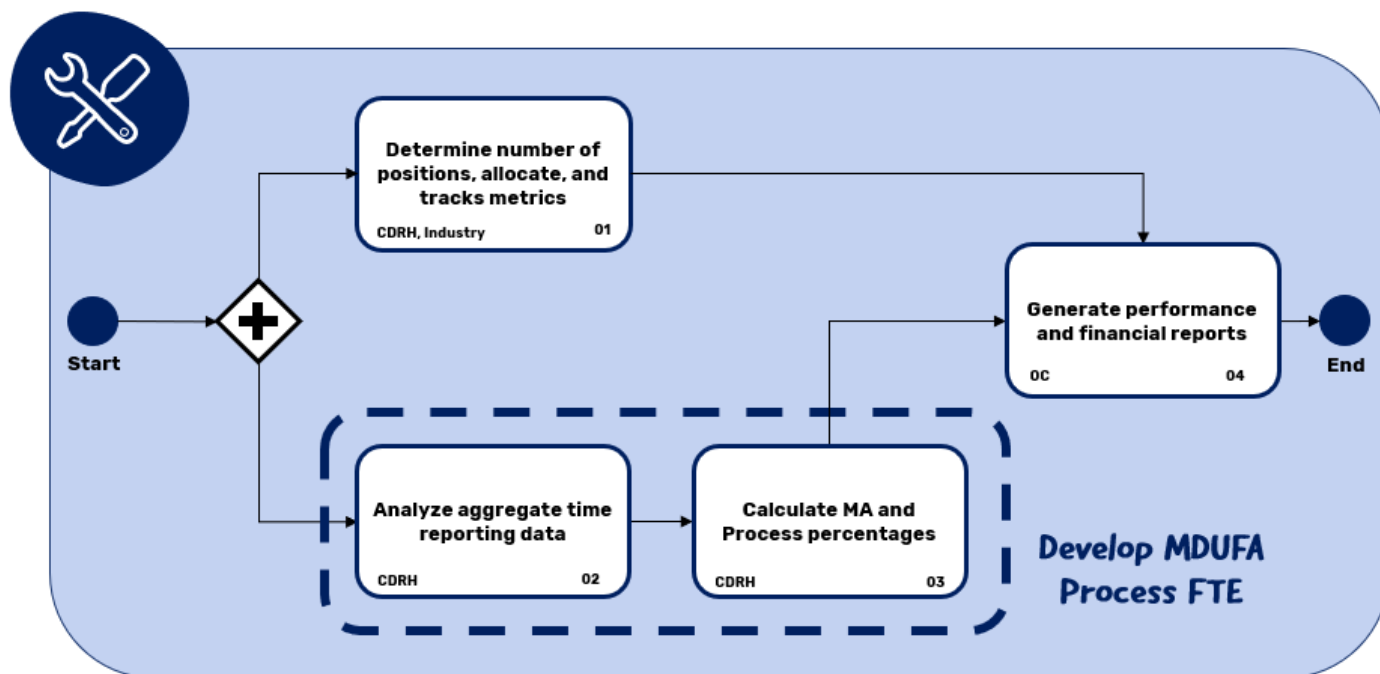 Determine number of
positions, allocate, and
tracks metrics
CDRH, Industry
01
Start
Generate performance
and financial reports
OC
04
End
Analyze aggregate time
reporting data
CDRH
02
Calculate MA and
Process percentages
CDRH
03
Develop MDUFA
Process FTE